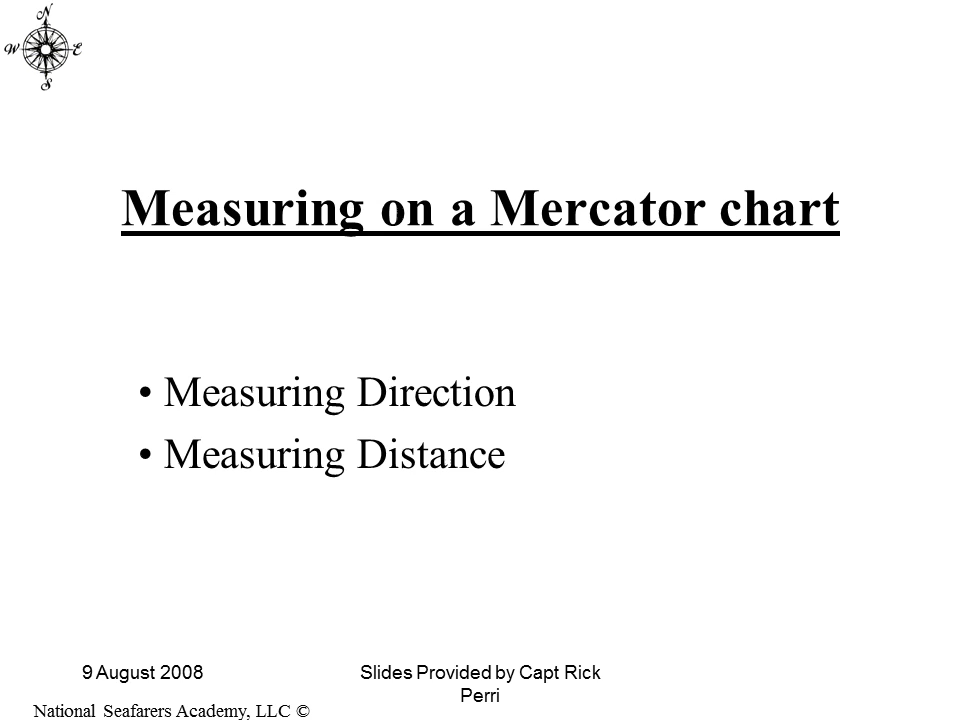 N
W E
S
Measuring on a Mercator chart
• Measuring Direction
• Measuring Distance
9 August 2008
Slides Provided by Capt Rick
Perri
National Seafarers Academy, LLC ©